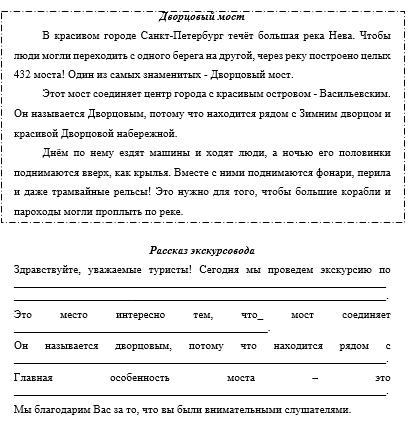 Дворцовый мост
В красивом городе Санкт-Петербург течёт большая река Нева. Чтобы
люди могли переходить с одного берега на другой, через реку построено целых
432 моста! Один из самых знаменитых - Дворцовый мост.
Этот мост соединяет центр города с красивым островом - Васильевским.
Он называется Дворцовым, потому что находится рядом с Зимним дворцом и
красивой Дворцовой набережной.
Днём по нему ездят машины и ходят люди, а ночью его половинки
поднимаются вверх, как крылья. Вместе с ними поднимаются фонари, перила
и даже трамвайные рельсы! Это нужно для того, чтобы большие корабли и
пароходы могли проплыть по реке.
Рассказ экскурсовода
Здравствуйте, уважаемые туристы! Сегодня мы проведем экскурсию по
_______________________________________________.
Это место интересно тем, что_ мост соединяет
________________________________.
Он называется дворцовым, потому что находится рядом с
_______________________________________________.
Главная особенность моста – это
_______________________________________________.
Мы благодарим Вас за то, что вы были внимательными слушателями.